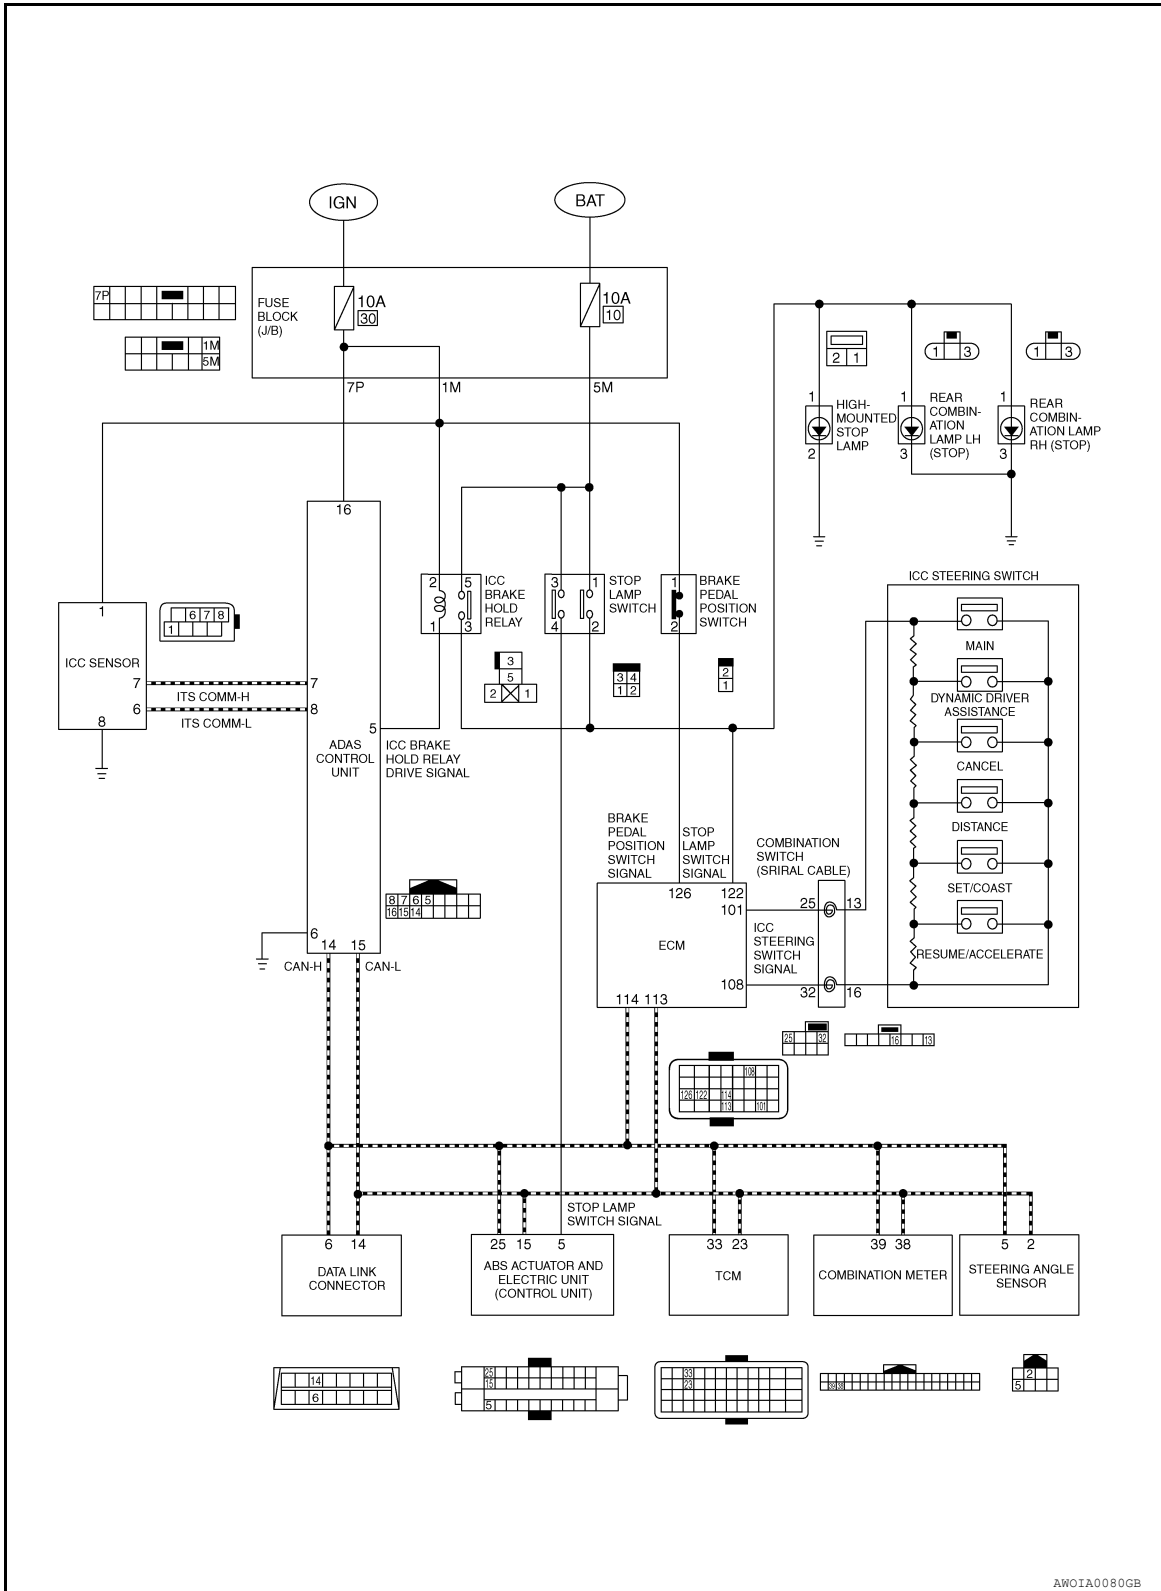 IGN
BAT
FUSE
BLOCK
(J/B)
10A
30
10A
10
7P
1M
5M
7P
1M
5M
2 1
1 3
1 3
1
HIGH-
MOUNTED
STOP
LAMP
2
1
REAR
COMBIN-
ATION
LAMP LH
(STOP)
3
1
REAR
COMBIN-
ATION LAMP
RH (STOP)
3
16
2 5
ICC
BRAKE
HOLD
RELAY
1 3
3 1
STOP
LAMP
SWITCH
4 2
1
BRAKE
PEDAL
POSITION
SWITCH
2
ICC STEERING SWITCH
MAIN
DYNAMIC DRIVER
ASSISTANCE
CANCEL
DISTANCE
SET/COAST
RESUME/ACCELERATE
1
ICC SENSOR
7
6
8
6 7 8
1
ITS COMM-H
ITS COMM-L
7
8
5
ADAS
CONTROL
UNIT
ICC BRAKE
HOLD RELAY
DRIVE SIGNAL
3
5
2 1
3 4
1 2
2
1
8 7 6 5
16 15 14
6
14 15
CAN-H
CAN-L
BRAKE
PEDAL
POSITION
SWITCH
SIGNAL
STOP
LAMP
SWITCH
SIGNAL
COMBINATION
SWITCH
(SRIRAL CABLE)
126 122
101
ECM
108
114 113
ICC
STEERING
SWITCH
SIGNAL
25 13
32 16
25 32
16 13
108
126 122 114
113 101
STOP LAMP
SWITCH SIGNAL
6 14
DATA LINK
CONNECTOR
25 15 5
ABS ACTUATOR AND
ELECTRIC UNIT
(CONTROL UNIT)
33 23
TCM
39 38
COMBINATION METER
5 2
STEERING ANGLE
SENSOR
14
6
25
15
5
33
23
39 38
2
5
AWOIA0080GB